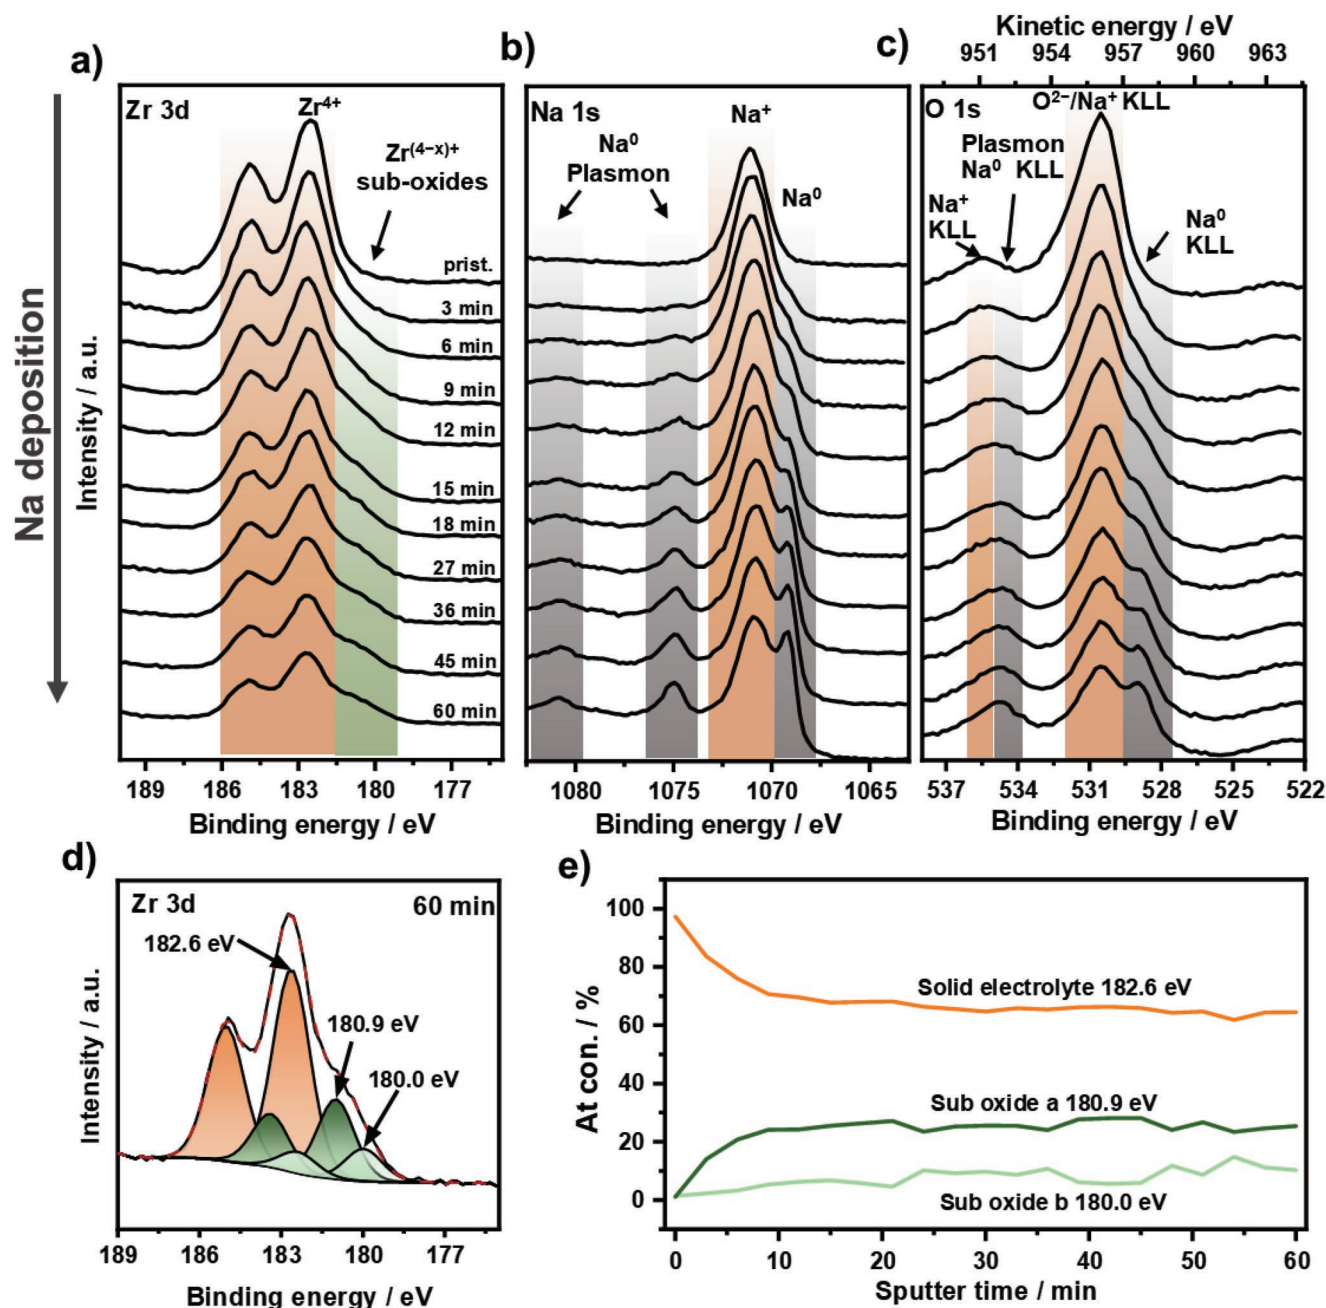 Na deposition
a)
Zr 3d
Zr⁴⁺
Zr⁽⁴⁻ˣ⁾⁺
sub-oxides
prist.
3 min
6 min
9 min
12 min
15 min
18 min
27 min
36 min
45 min
60 min
Intensity / a.u.
189 186 183 180 177
Binding energy / eV
b)
Na 1s
Na⁰
Plasmon
Na⁺
Na⁰
1080 1075 1070 1065
Binding energy / eV
c)
Kinetic energy / eV
951 954 957 960 963
O 1s
O²⁻/Na⁺ KLL
Plasmon
Na⁰ KLL
Na⁺
KLL
Na⁰
KLL
537 534 531 528 525 522
Binding energy / eV
d)
Zr 3d
60 min
182.6 eV
180.9 eV
180.0 eV
Intensity / a.u.
189 186 183 180 177
Binding energy / eV
e)
At con. / %
100
80
60
40
20
0
Solid electrolyte 182.6 eV
Sub oxide a 180.9 eV
Sub oxide b 180.0 eV
0 10 20 30 40 50 60
Sputter time / min